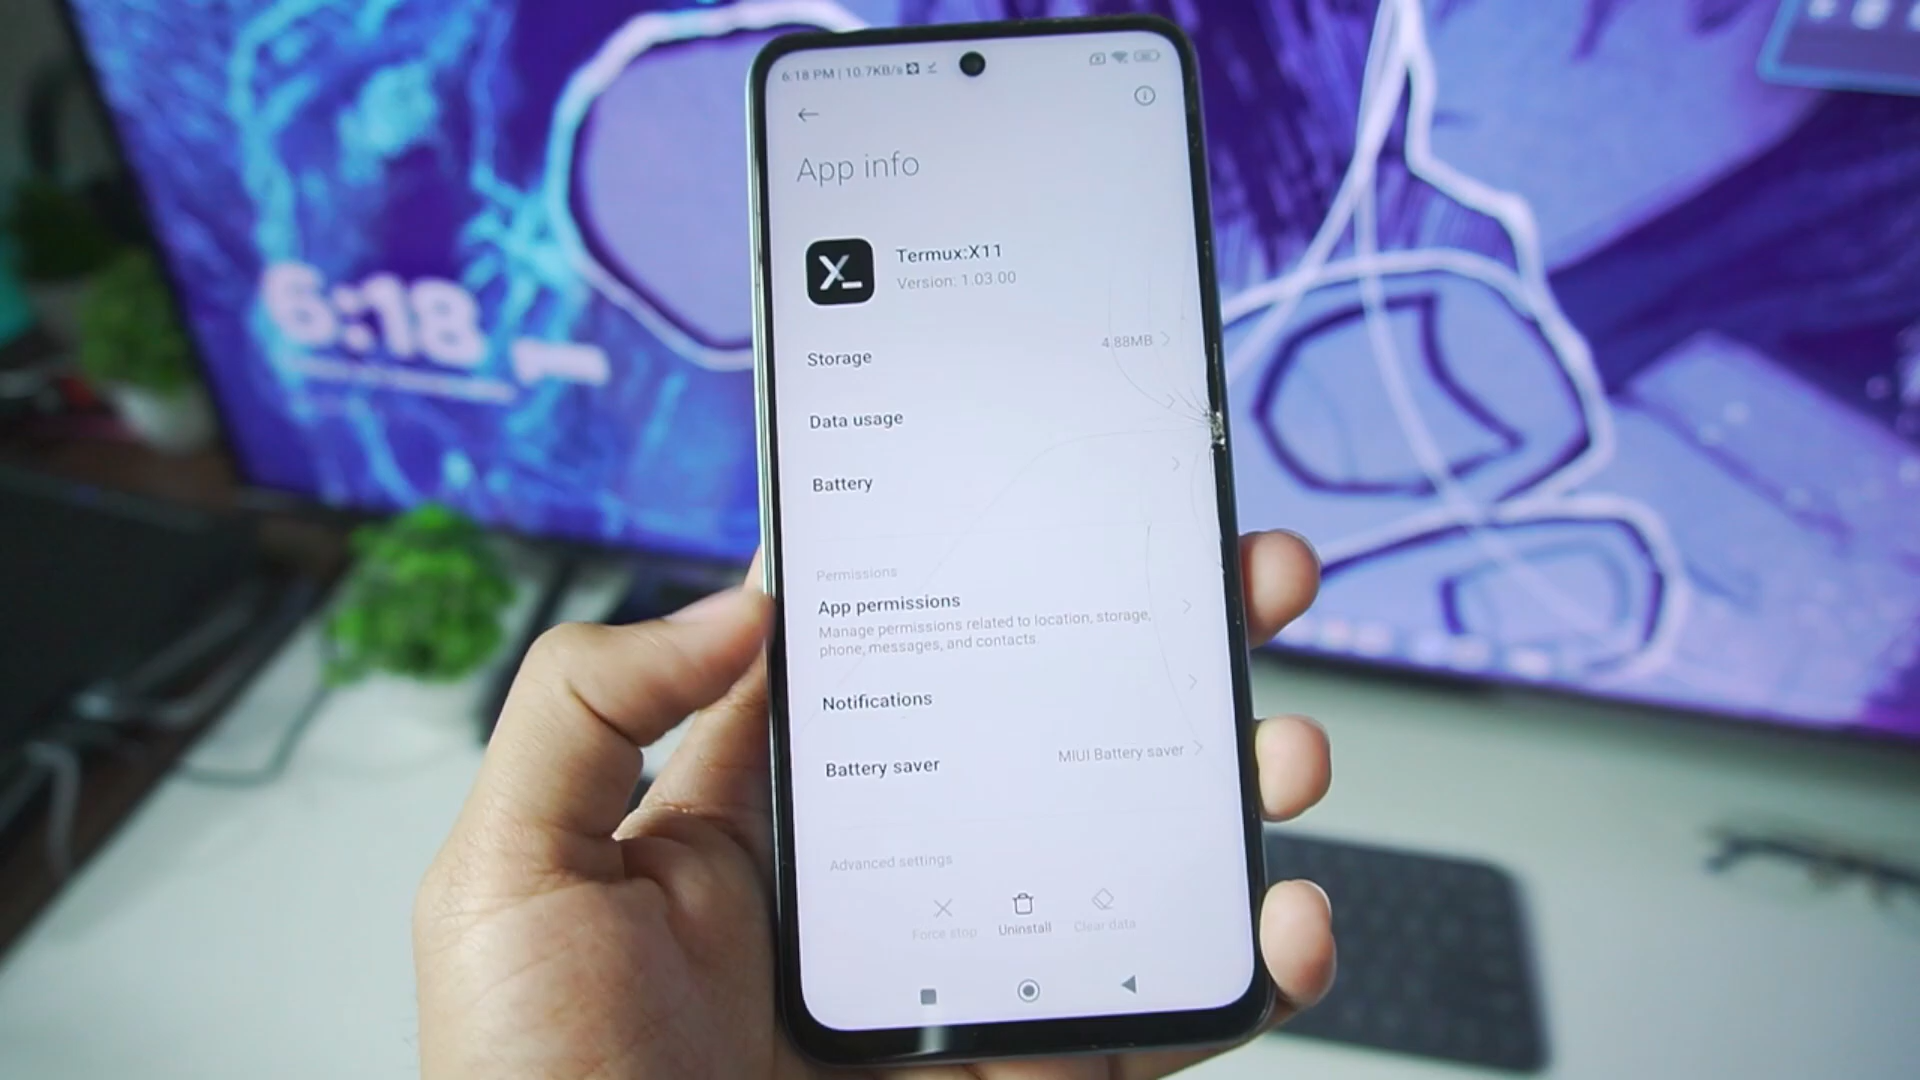 6:18 PM | 10.7KB/s
App info
Termux:X11
Version: 1.03.00
Storage
4.88MB
Data usage
Battery
Permissions
App permissions
Manage permissions related to location, storage,
phone, messages, and contacts.
Notifications
Battery saver
MIUI Battery saver
Advanced settings
Force stop
Uninstall
Clear data
6:18